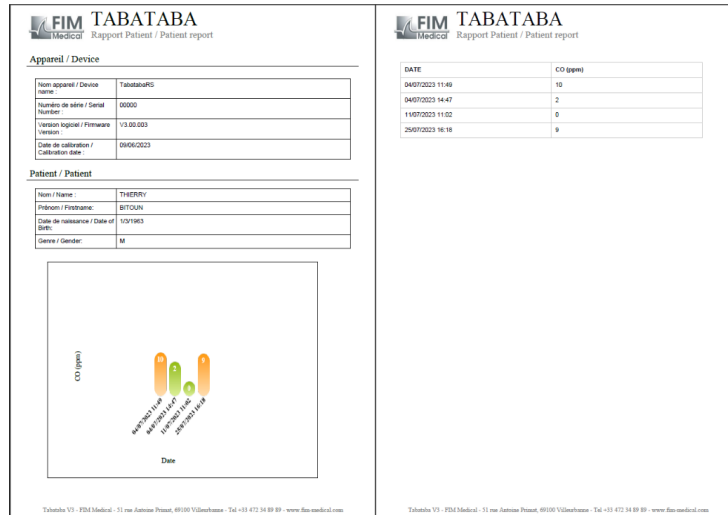 FIM
Medical
TABATABA
Rapport Patient / Patient report
Appareil / Device
Nom appareil / Device name : TabatabaRS
Numéro de série / Serial Number : 00000
Version logiciel / Firmware Version : V3.00.003
Date de calibration / Calibration date : 09/06/2023
Patient / Patient
Nom / Name : THIERRY
Prénom / Firstname: BITOUN
Date de naissance / Date of Birth: 1/3/1963
Genre / Gender: M
CO (ppm)
10
2
0
9
04/07/2023 11:49
04/07/2023 14:47
11/07/2023 11:02
25/07/2023 16:18
Date
Tabataba V3 - FIM Medical - 51 rue Antoine Primat, 69100 Villeurbanne - Tel +33 472 34 89 89 - www.fim-medical.com
FIM
Medical
TABATABA
Rapport Patient / Patient report
DATE CO (ppm)
04/07/2023 11:49 10
04/07/2023 14:47 2
11/07/2023 11:02 0
25/07/2023 16:18 9
Tabataba V3 - FIM Medical - 51 rue Antoine Primat, 69100 Villeurbanne - Tel +33 472 34 89 89 - www.fim-medical.com